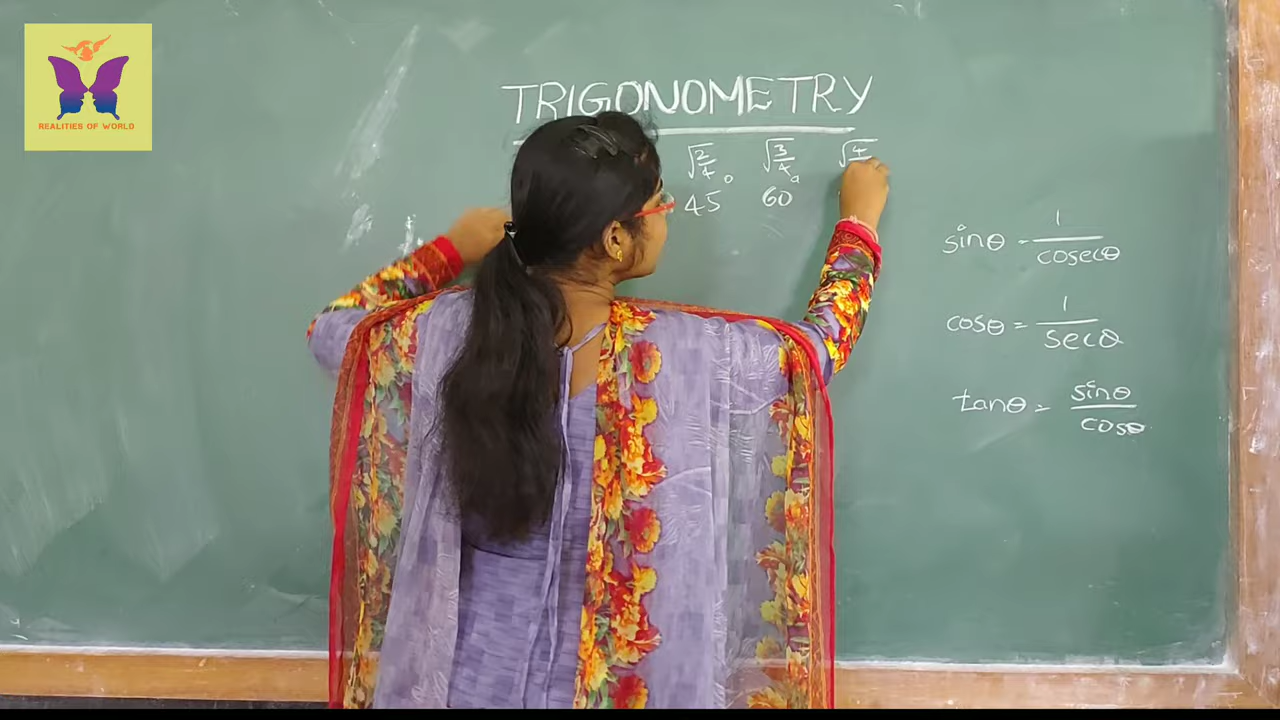 REALITIES OF WORLD
TRIGONOMETRY
√2/4 √3/4 √4
45° 60°
sinθ = 1/cosecθ
cosθ = 1/secθ
tanθ = sinθ/cosθ